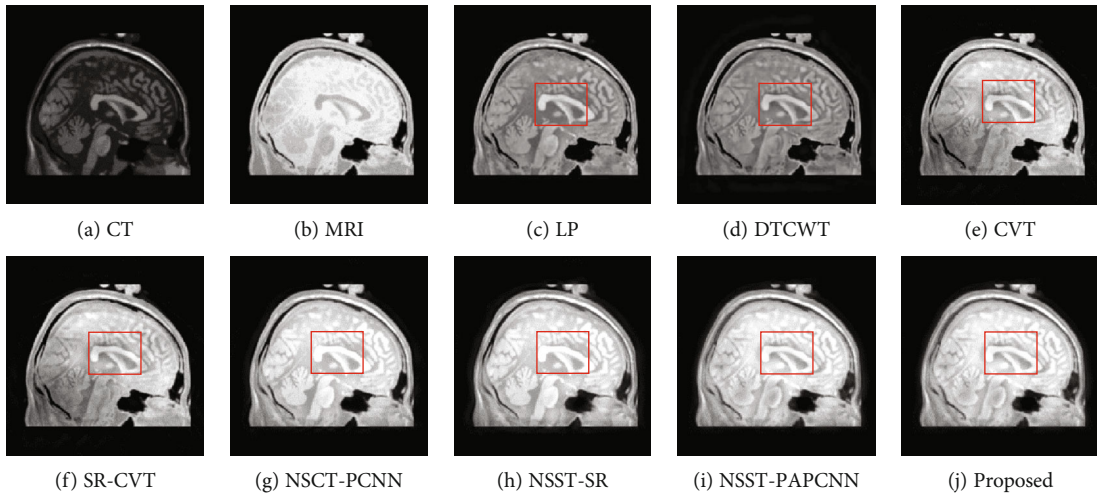 (a) CT
(b) MRI
(c) LP
(d) DTCWT
(e) CVT
(f) SR-CVT
(g) NSCT-PCNN
(h) NSST-SR
(i) NSST-PAPCNN
(j) Proposed